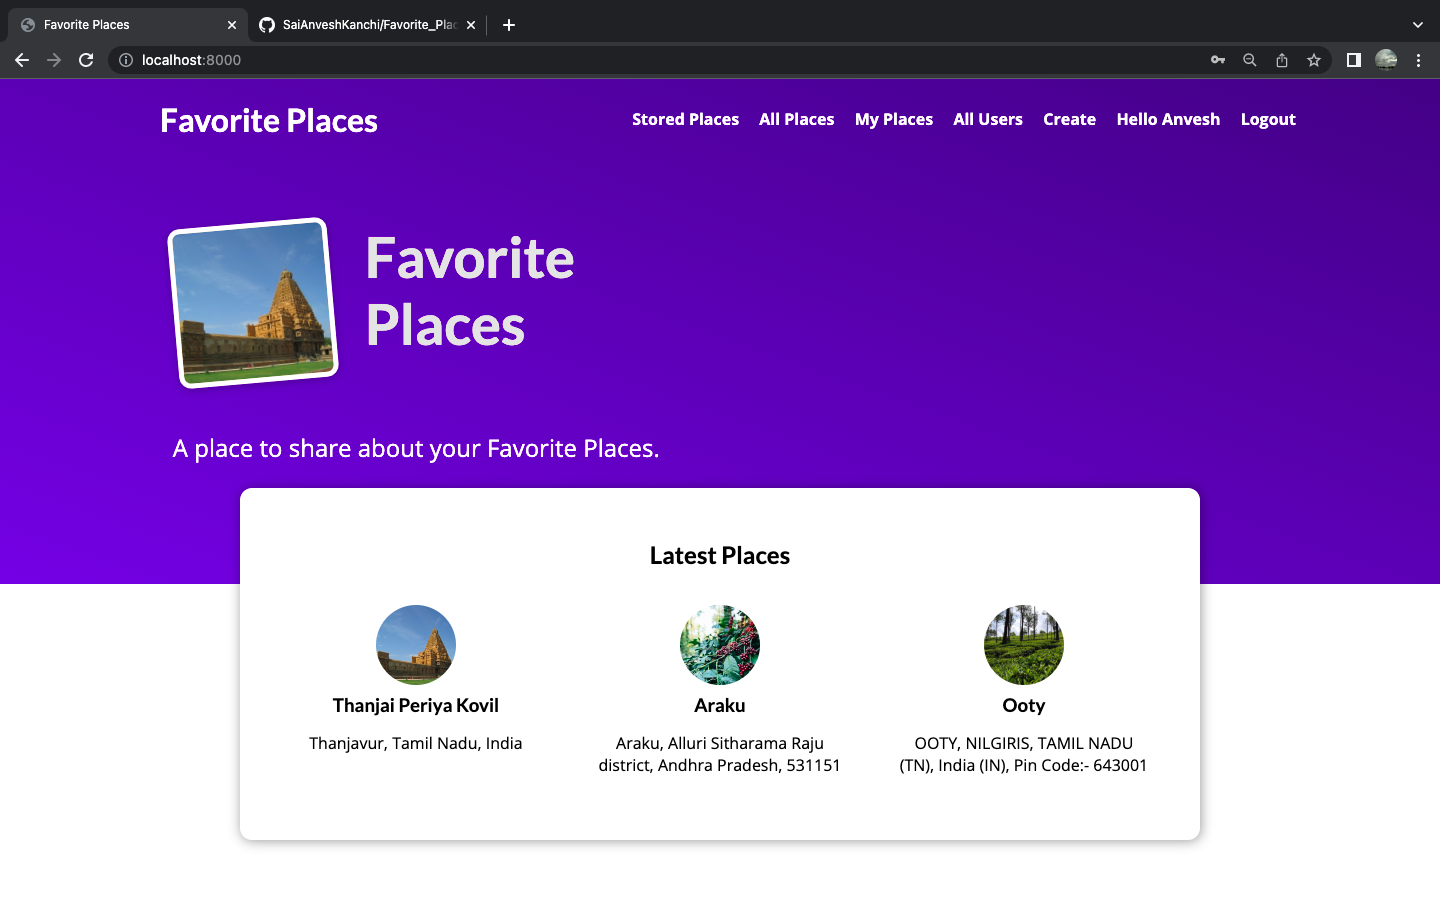 Favorite Places
SaiAnveshKanchi/Favorite_Plac
localhost:8000
Favorite Places
Stored Places All Places My Places All Users Create Hello Anvesh Logout
Favorite
Places
A place to share about your Favorite Places.
Latest Places
Thanjai Periya Kovil
Thanjavur, Tamil Nadu, India
Araku
Araku, Alluri Sitharama Raju
district, Andhra Pradesh, 531151
Ooty
OOTY, NILGIRIS, TAMIL NADU
(TN), India (IN), Pin Code:- 643001